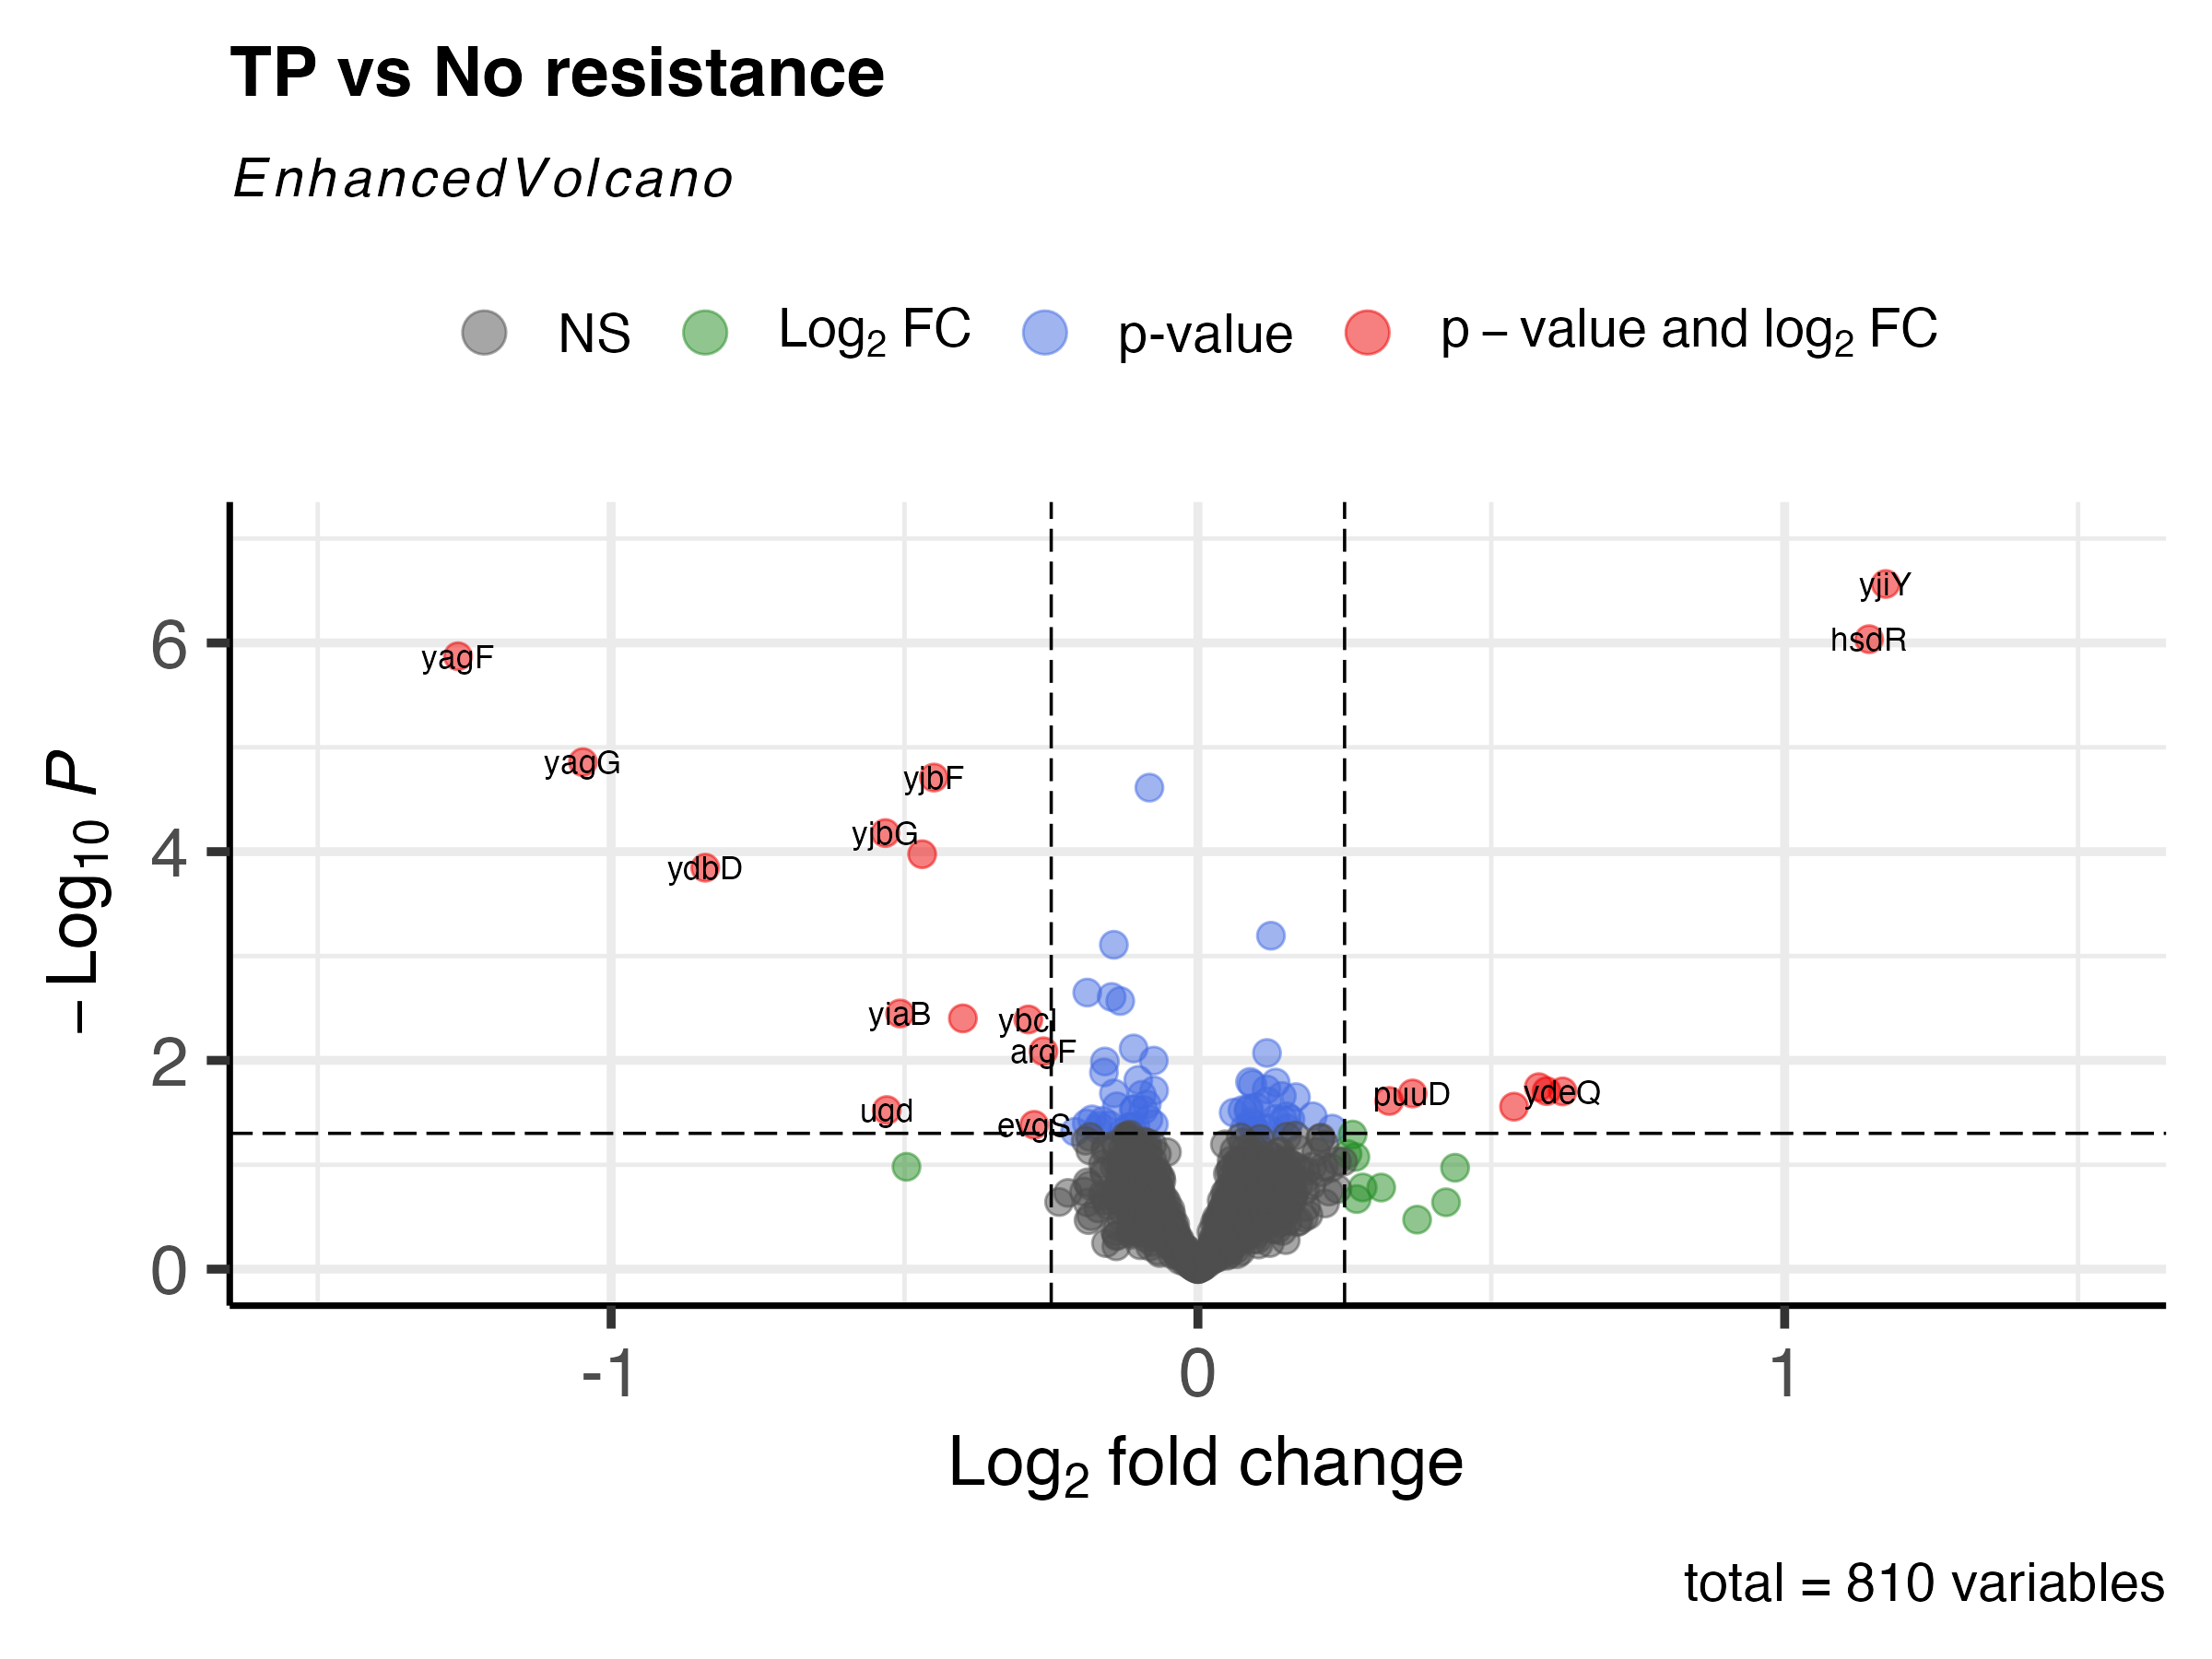 TP vs No resistance
EnhancedVolcano
NS Log₂ FC p-value p – value and log₂ FC
yjiY
hsdR
6
yagF
yagG
yjbF
yjbG
4
ydbD
yiaB
ybcI
argF
2
puuD
ydeQ
ugd
evgS
0
– Log₁₀ P
-1 0 1
Log₂ fold change
total = 810 variables